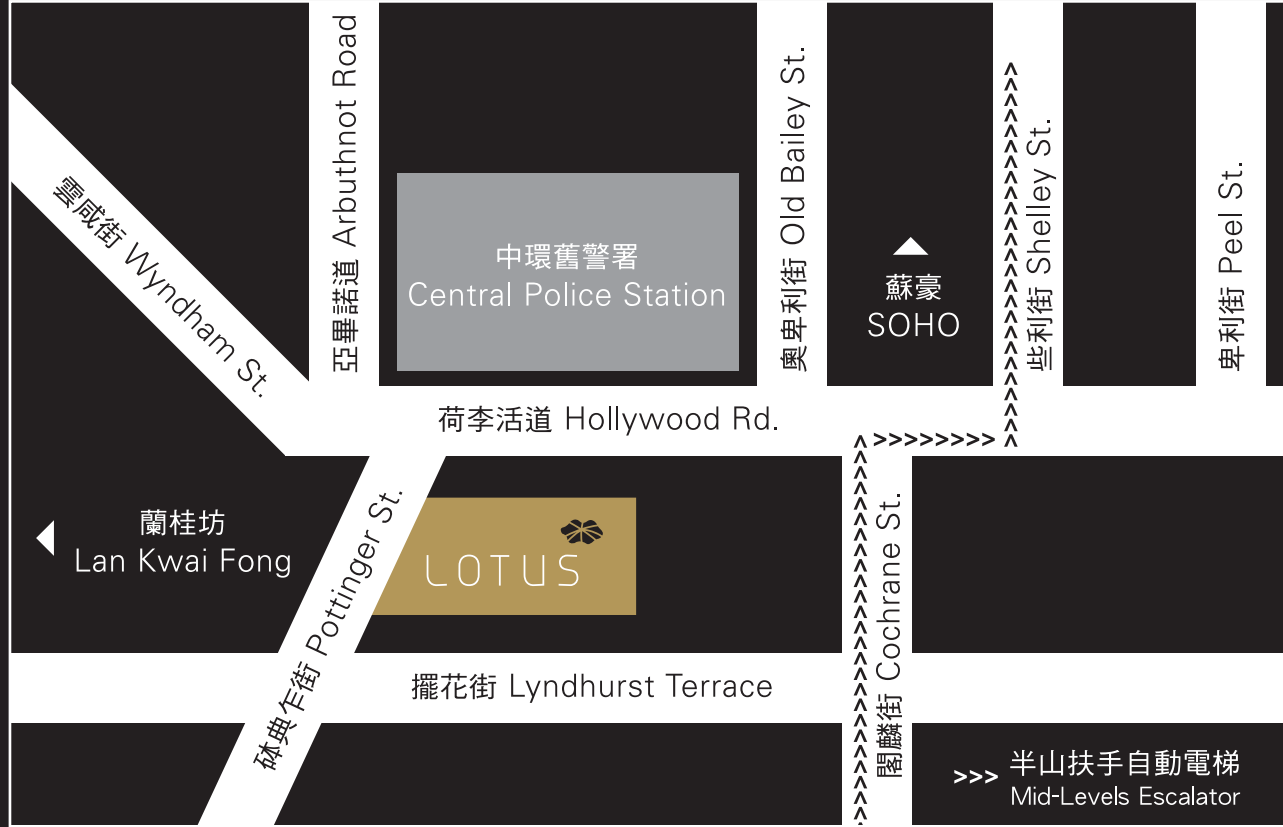 亞畢諾道 Arbuthnot Road
奧卑利街 Old Bailey St.
些利街 Shelley St.
卑利街 Peel St.
雲咸街 Wyndham St.
中環舊警署
Central Police Station
蘇豪
SOHO
荷李活道 Hollywood Rd.
>>>>>>>>
蘭桂坊
Lan Kwai Fong
砵典乍街 Pottinger St.
LOTUS
閣麟街 Cochrane St.
擺花街 Lyndhurst Terrace
>>> 半山扶手自動電梯
Mid-Levels Escalator